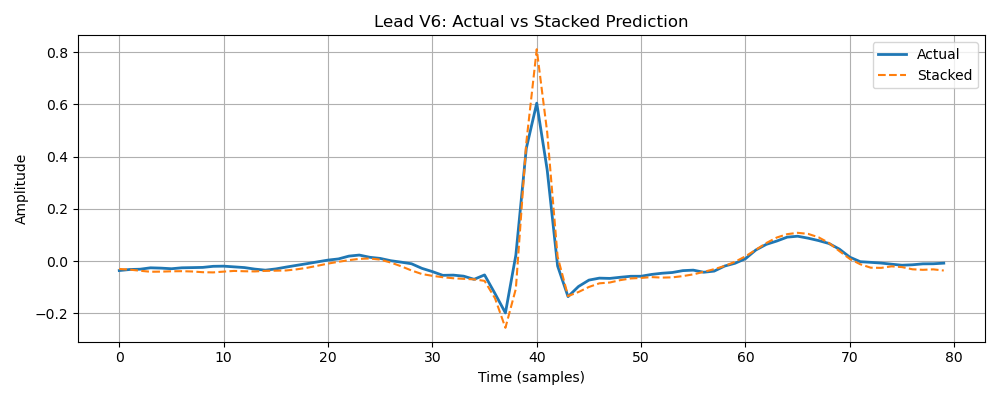 Lead V6: Actual vs Stacked Prediction
Actual
Stacked
Amplitude
0.8
0.6
0.4
0.2
0.0
−0.2
0 10 20 30 40 50 60 70 80
Time (samples)